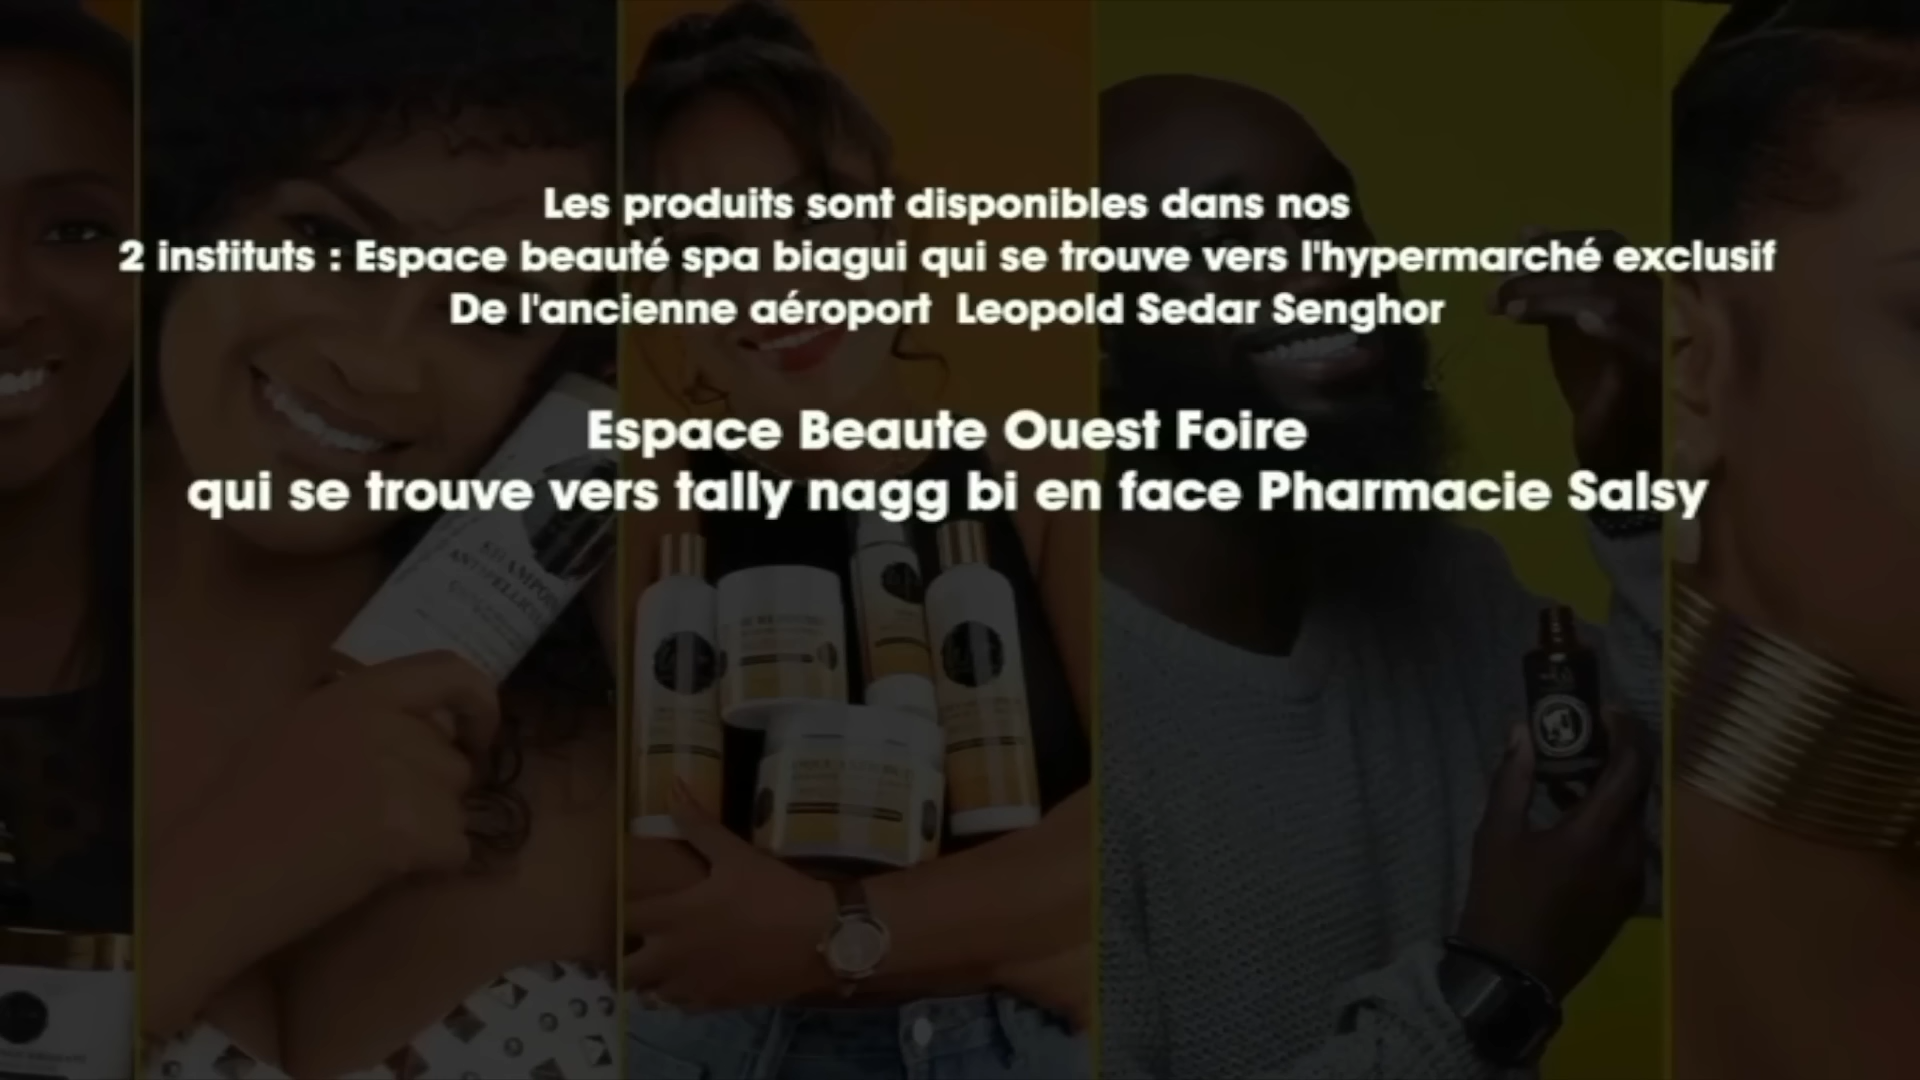 Les produits sont disponibles dans nos
2 instituts : Espace beauté spa biagui qui se trouve vers l'hypermarché exclusif
De l'ancienne aéroport Leopold Sedar Senghor
Espace Beaute Ouest Foire
qui se trouve vers tally nagg bi en face Pharmacie Salsy